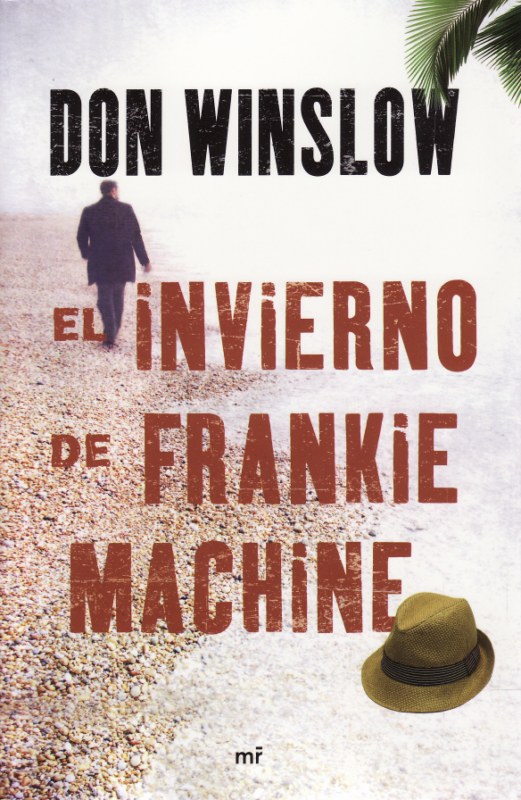 DON WINSLOW
EL INVIERNO
DE FRANKIE
MACHINE
mr